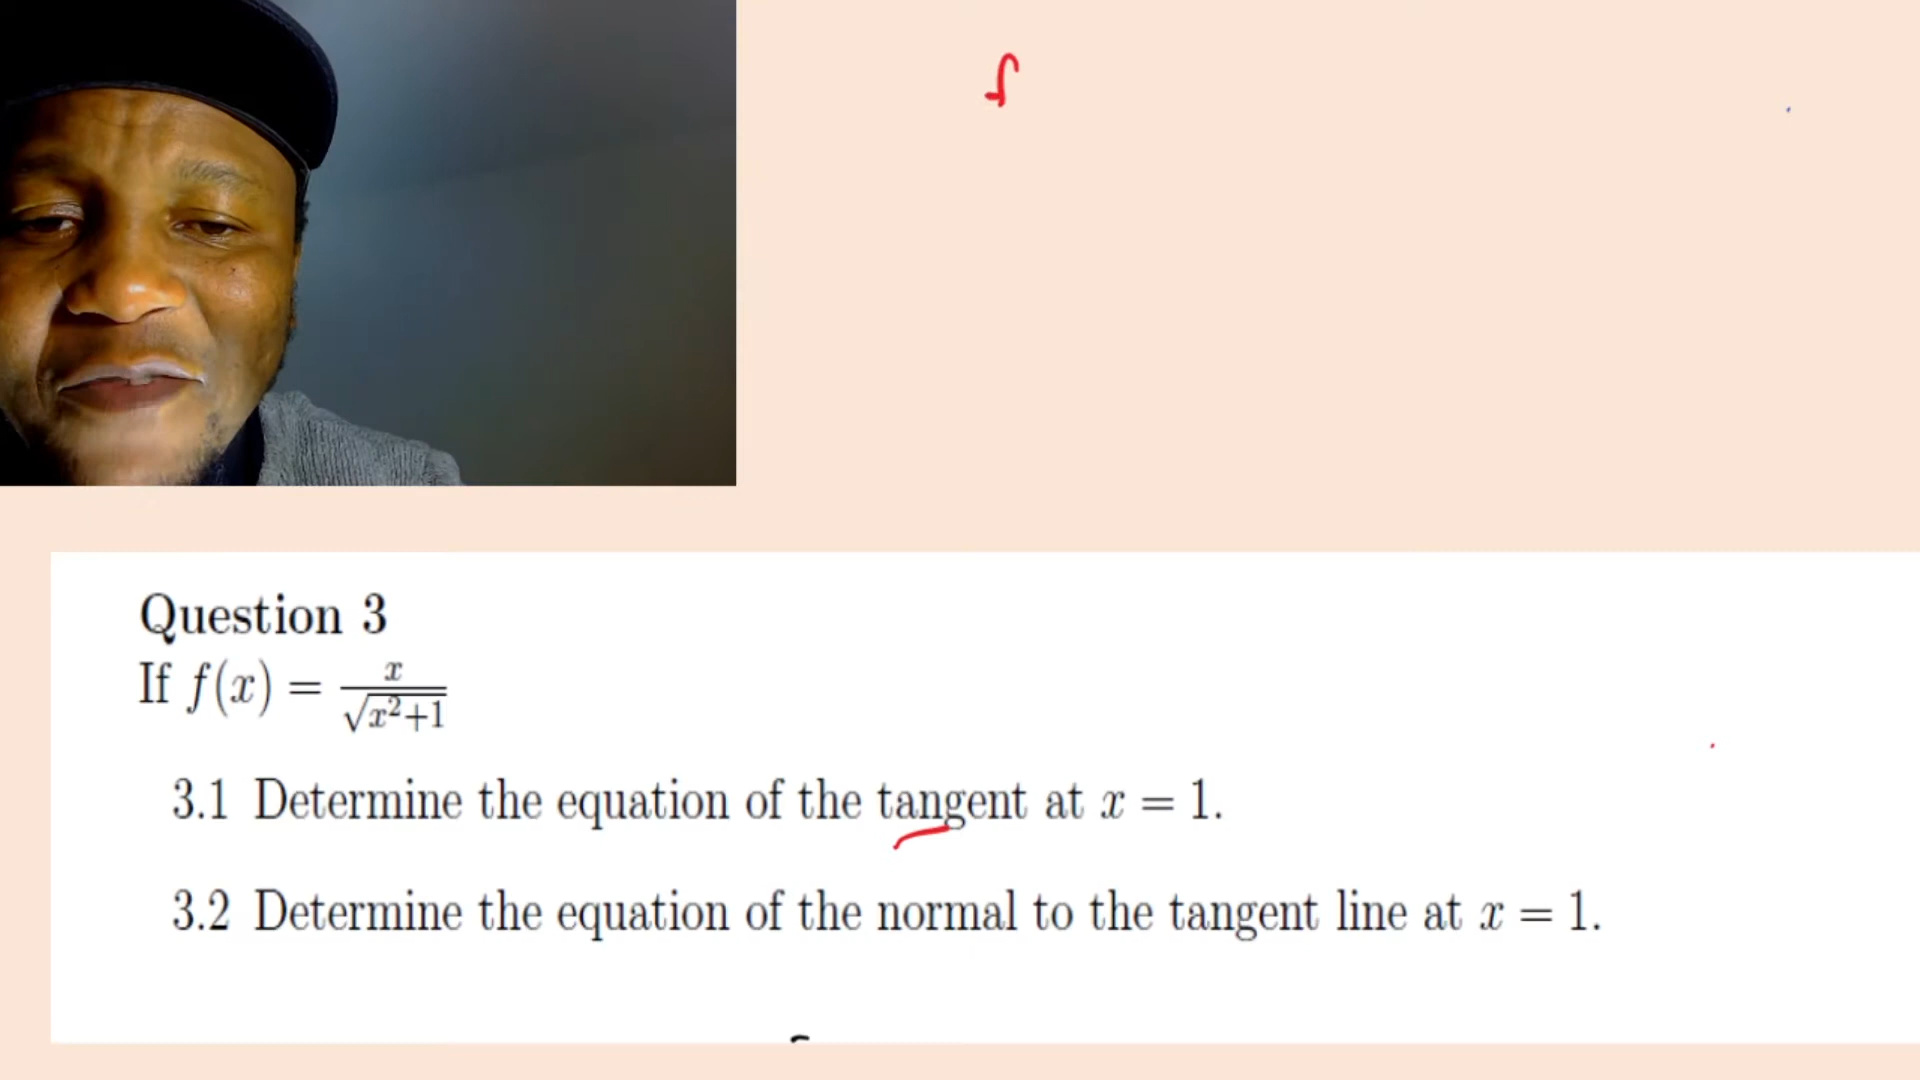 f
Question 3
If f(x) = x/√(x²+1)
3.1 Determine the equation of the tangent at x = 1.
3.2 Determine the equation of the normal to the tangent line at x = 1.